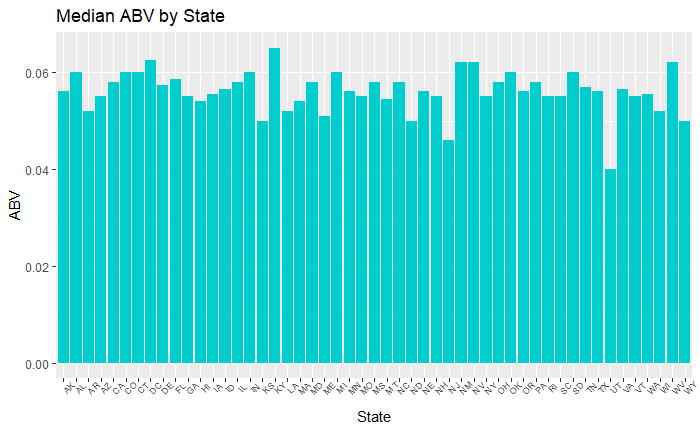 Median ABV by State
ABV
0.06
0.04
0.02
0.00
AK AL AR AZ CA CO CT DC DE FL GA HI IA ID IL IN KS KY LA MA MD ME MI MN MO MS MT NC ND NE NH NJ NM NV NY OH OK OR PA RI SC SD TN TX UT VA VT WA WI WV WY
State